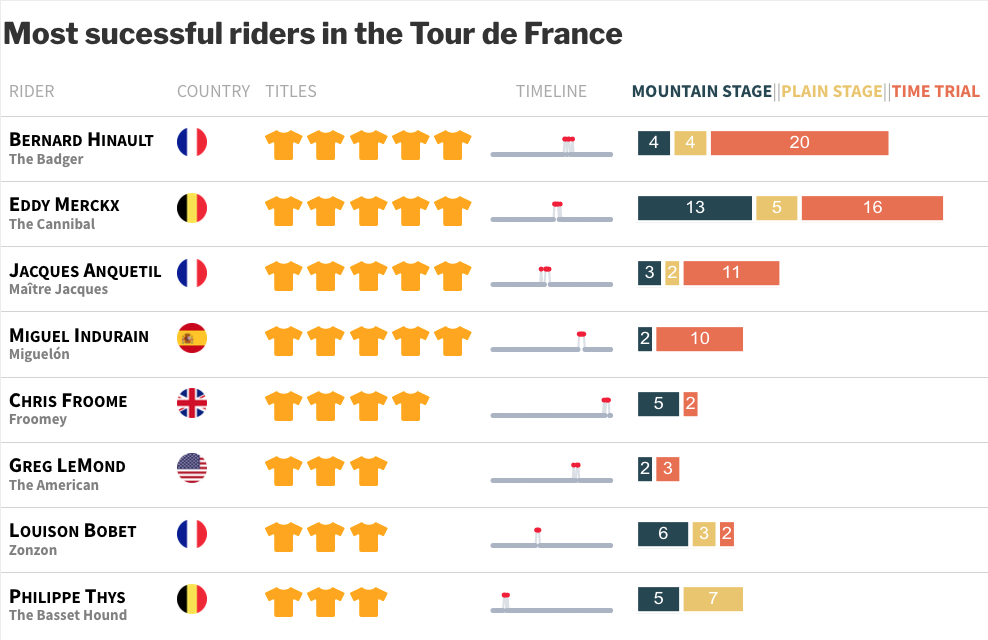 Most sucessful riders in the Tour de France
RIDER COUNTRY TITLES TIMELINE MOUNTAIN STAGE||PLAIN STAGE||TIME TRIAL
BERNARD HINAULT 4 4 20
The Badger
EDDY MERCKX 13 5 16
The Cannibal
JACQUES ANQUETIL 3 2 11
Maître Jacques
MIGUEL INDURAIN 2 10
Miguelón
CHRIS FROOME 5 2
Froomey
GREG LEMOND 2 3
The American
LOUISON BOBET 6 3 2
Zonzon
PHILIPPE THYS 5 7
The Basset Hound